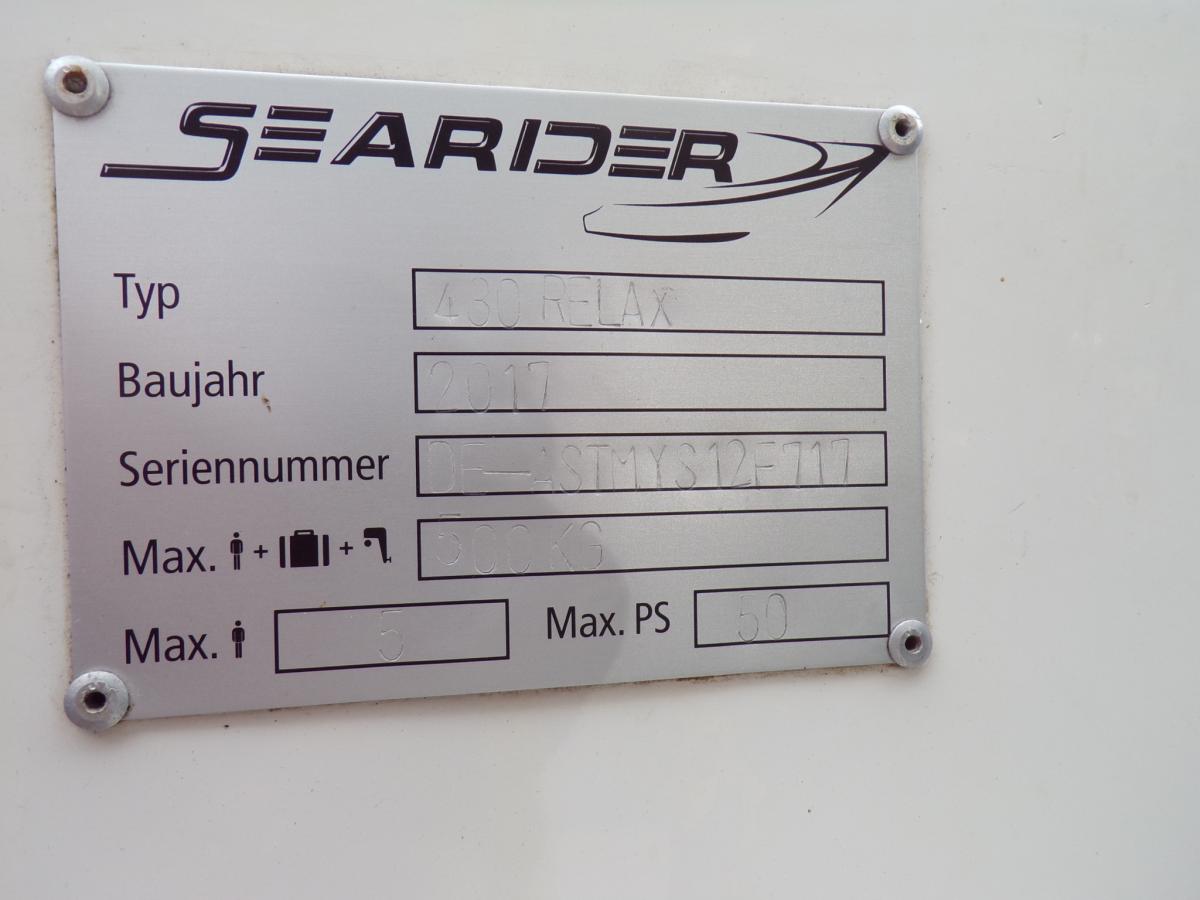 SEARIDER
Typ 430 RELAX
Baujahr 2017
Seriennummer DE-ASTMYS12F717
Max. + + 500 KG
Max. 5 Max. PS 50